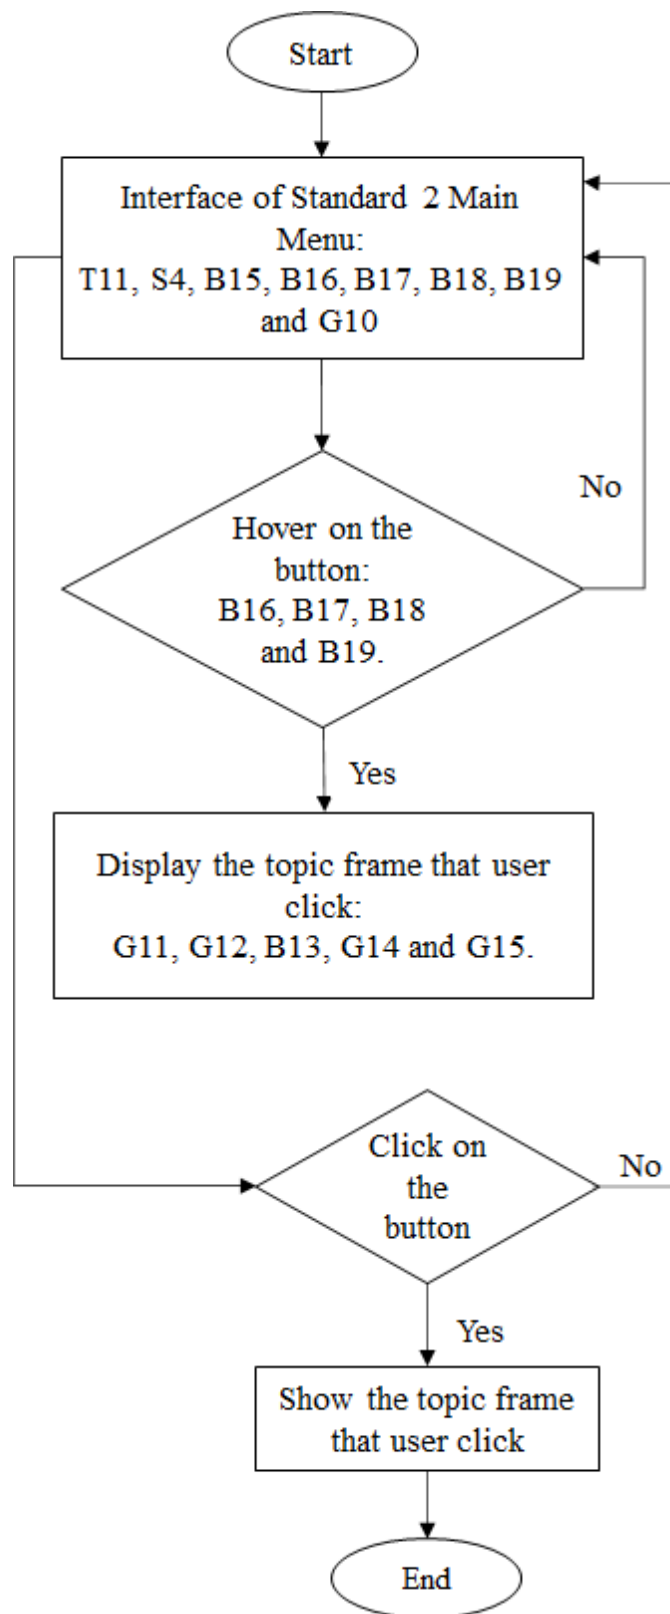 Start
Interface of Standard 2 Main
Menu:
T11, S4, B15, B16, B17, B18, B19
and G10
No
Hover on the
button:
B16, B17, B18
and B19.
Yes
Display the topic frame that user
click:
G11, G12, B13, G14 and G15.
Click on
the
button
No
Yes
Show the topic frame
that user click
End